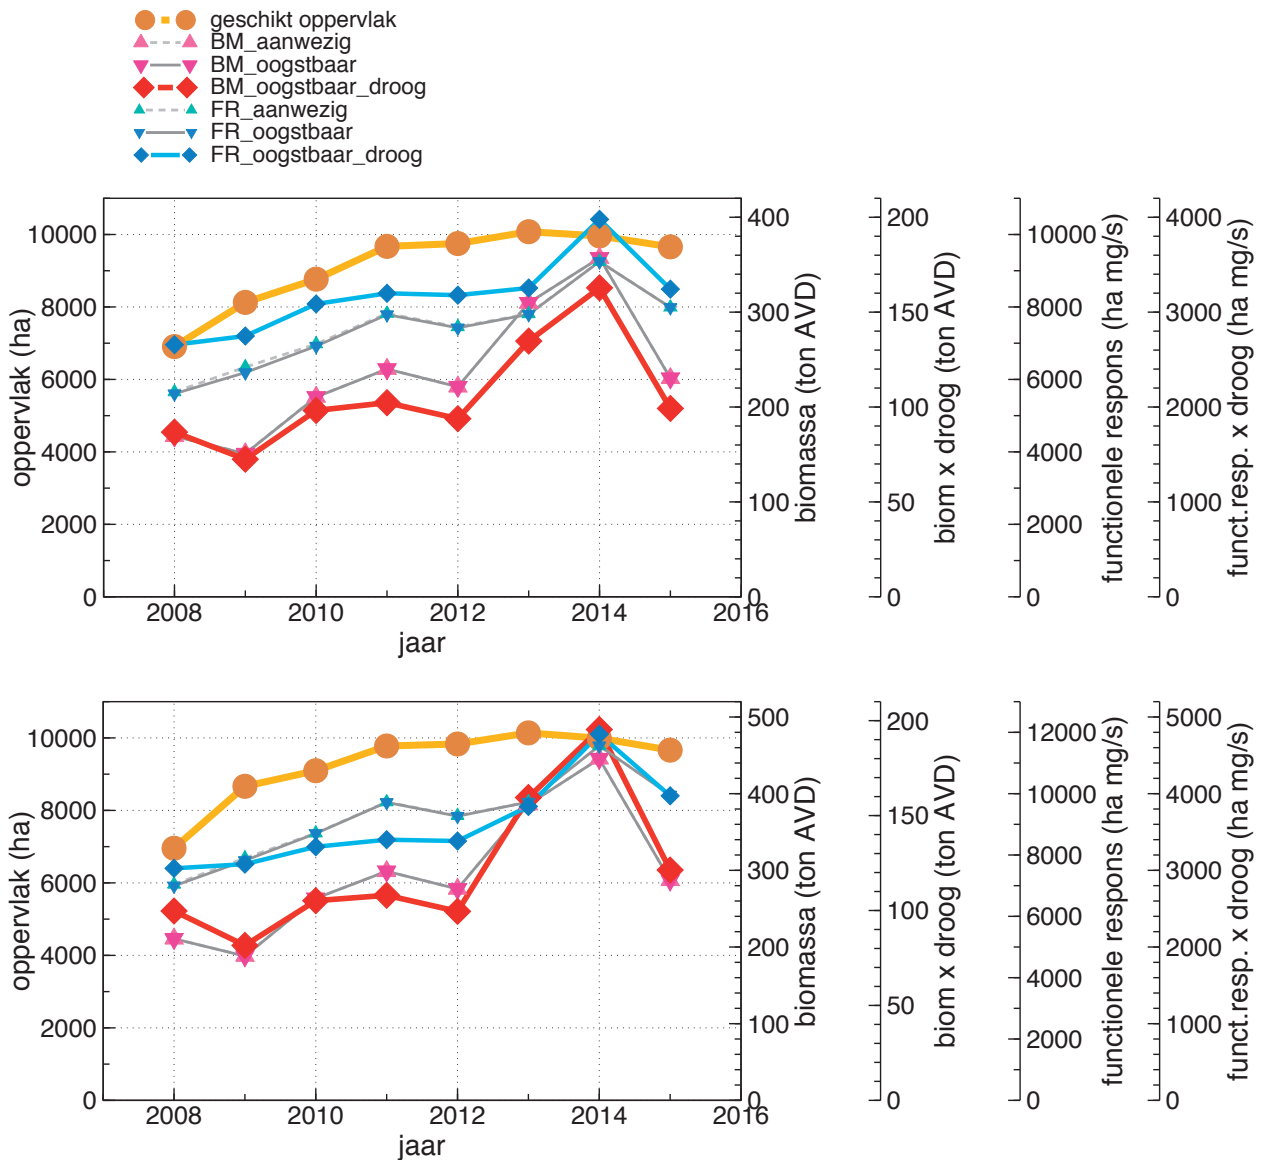 geschikt oppervlak
BM_aanwezig
BM_oogstbaar
BM_oogstbaar_droog
FR_aanwezig
FR_oogstbaar
FR_oogstbaar_droog
oppervlak (ha)
10000
8000
6000
4000
2000
0
2008 2010 2012 2014 2016
jaar
400
300
200
100
0
biomassa (ton AVD)
200
150
100
50
0
biom x droog (ton AVD)
10000
8000
6000
4000
2000
0
functionele respons (ha mg/s)
4000
3000
2000
1000
0
funct.resp. x droog (ha mg/s)
oppervlak (ha)
10000
8000
6000
4000
2000
0
2008 2010 2012 2014 2016
jaar
500
400
300
200
100
0
biomassa (ton AVD)
200
150
100
50
0
biom x droog (ton AVD)
12000
10000
8000
6000
4000
2000
0
functionele respons (ha mg/s)
5000
4000
3000
2000
1000
0
funct.resp. x droog (ha mg/s)